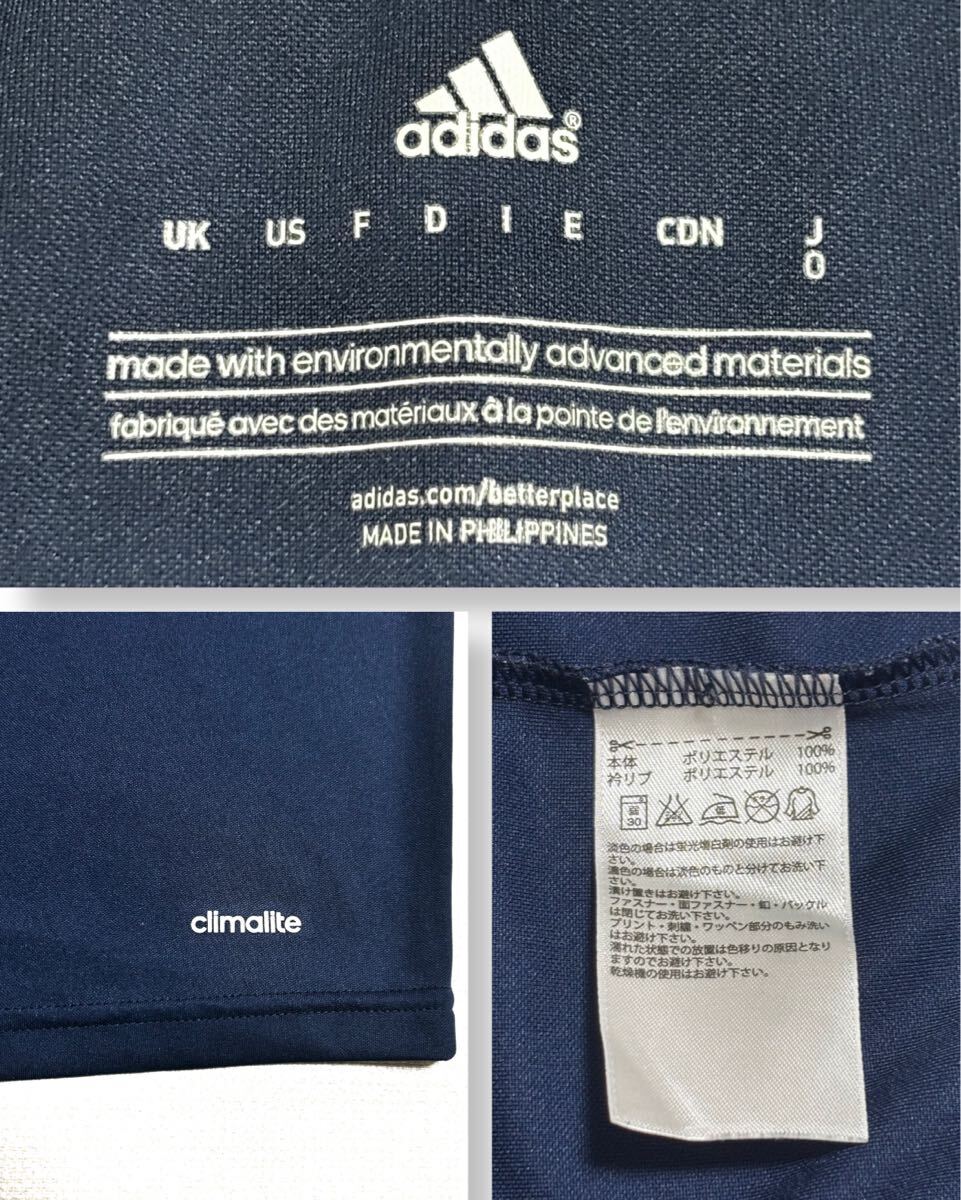 adidas®
UK US F D I E CDN J
O
made with environmentally advanced materials
fabriqué avec des matériaux à la pointe de l'environnement
adidas.com/betterplace
MADE IN PHILIPPINES
climalite
本体 ポリエステル 100%
衿リブ ポリエステル 100%
30 低
淡色の場合は蛍光増白剤の使用はお避け下
さい。
濃色の場合は淡色のものと分けてお洗い下
さい。
漬け置きはお避け下さい。
ファスナー・面ファスナー・釦・バックル
は閉じてお洗い下さい。
プリント・刺繍・ワッペン部分のもみ洗い
はお避け下さい。
濡れた状態での放置は色移りの原因となり
ますのでお避け下さい。
乾燥機の使用はお避け下さい。